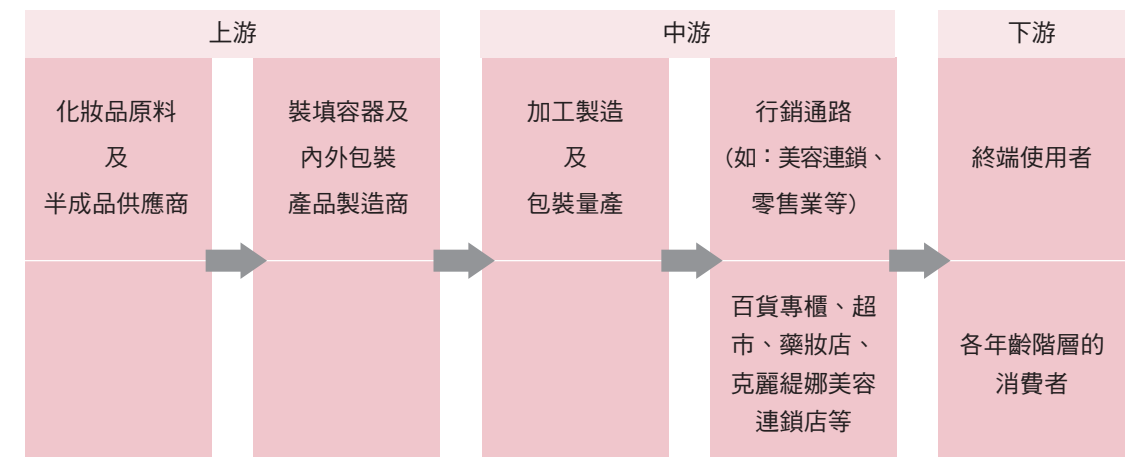 上游
中游
下游
化妝品原料
及
半成品供應商
裝填容器及
內外包裝
產品製造商
加工製造
及
包裝量產
行銷通路
（如：美容連鎖、
零售業等）
終端使用者
百貨專櫃、超
市、藥妝店、
克麗緹娜美容
連鎖店等
各年齡階層的
消費者